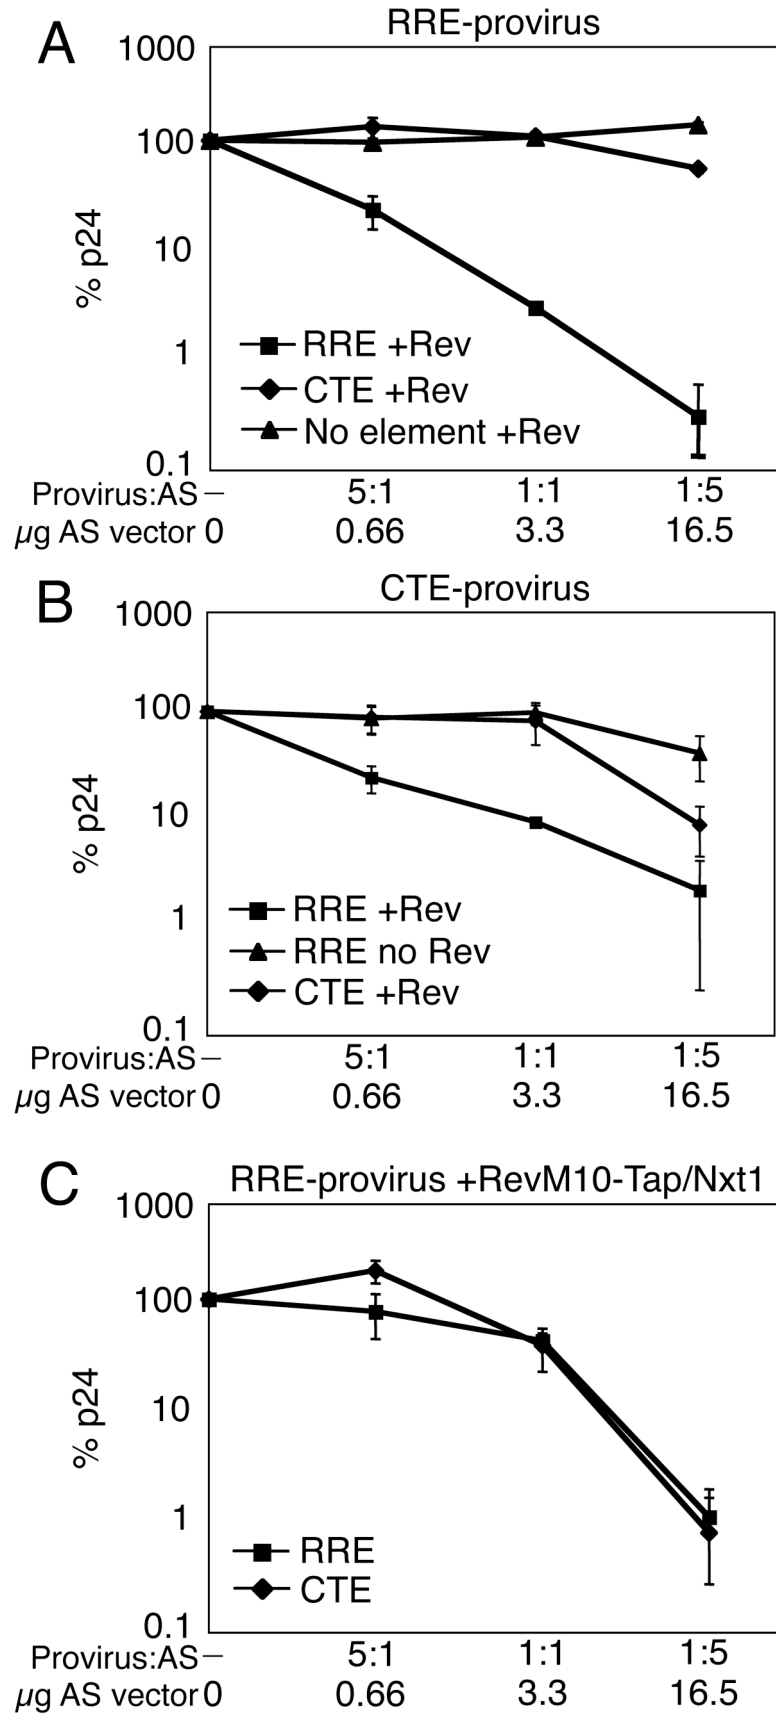 A
RRE-provirus
1000
100
10
1
0.1
% p24
RRE +Rev
CTE +Rev
No element +Rev
Provirus:AS – 5:1 1:1 1:5
µg AS vector 0 0.66 3.3 16.5
B
CTE-provirus
1000
100
10
1
0.1
% p24
RRE +Rev
RRE no Rev
CTE +Rev
Provirus:AS – 5:1 1:1 1:5
µg AS vector 0 0.66 3.3 16.5
C
RRE-provirus +RevM10-Tap/Nxt1
1000
100
10
1
0.1
% p24
RRE
CTE
Provirus:AS – 5:1 1:1 1:5
µg AS vector 0 0.66 3.3 16.5